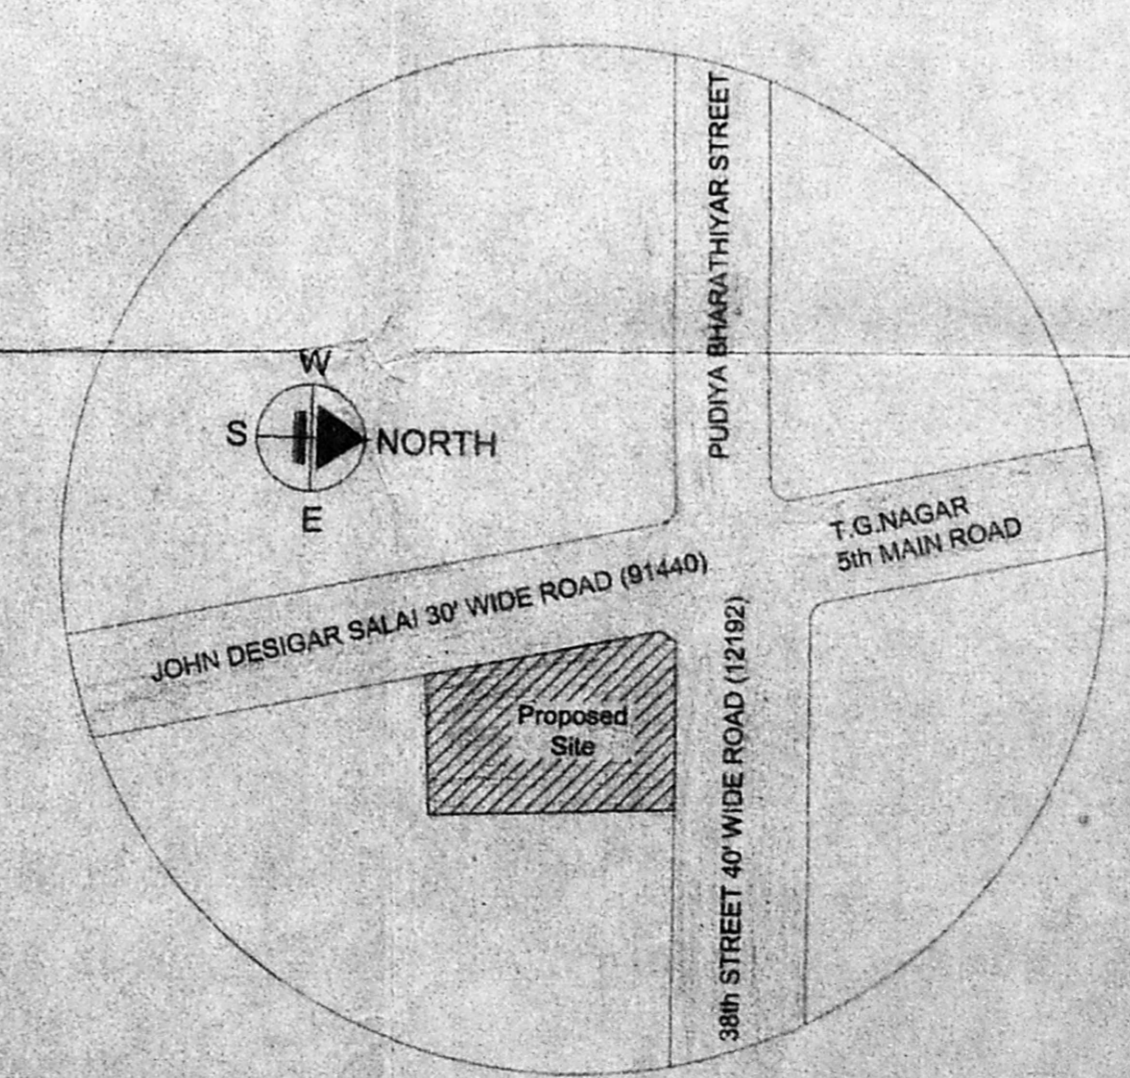 PUDIYA BHARATHIYAR STREET
W
S
NORTH
E
T.G.NAGAR
5th MAIN ROAD
JOHN DESIGAR SALAI 30' WIDE ROAD (91440)
38th STREET 40' WIDE ROAD (12192)
Proposed
Site